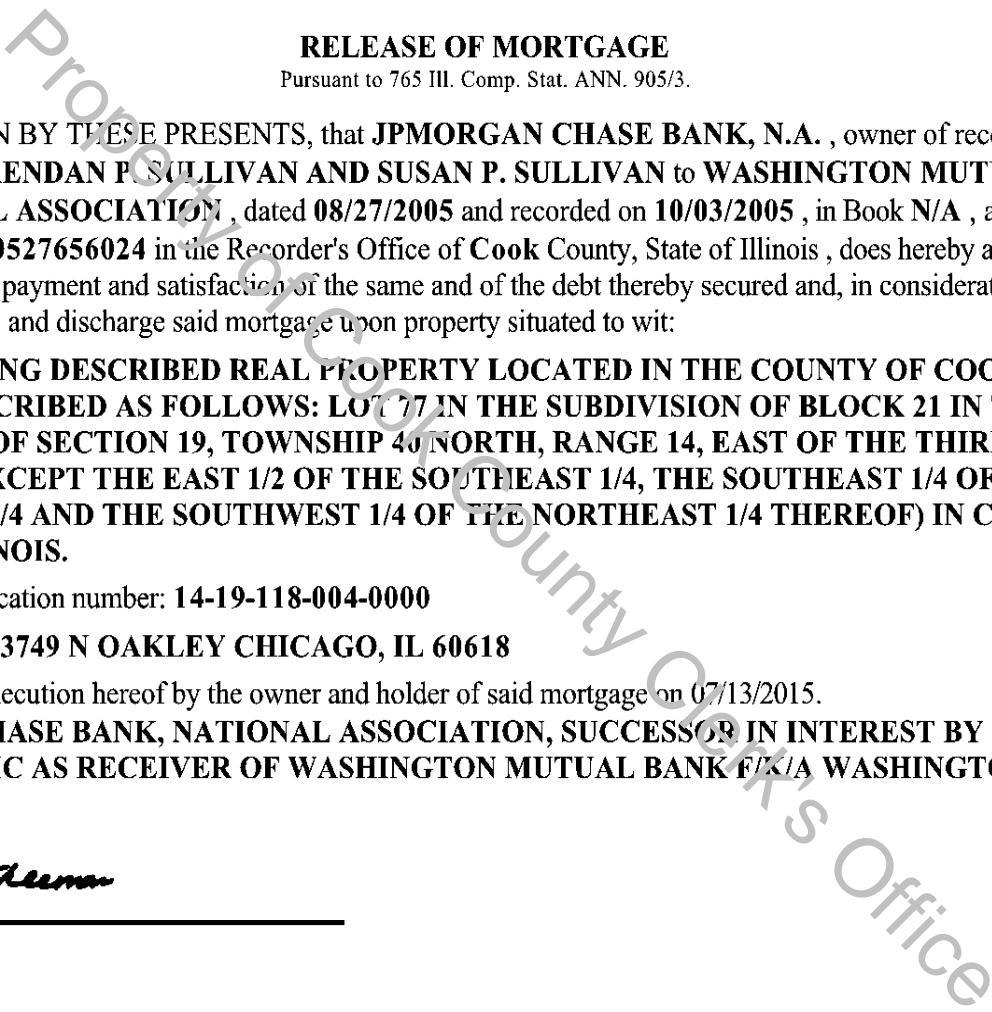 RELEASE OF MORTGAGE
Pursuant to 765 Ill. Comp. Stat. ANN. 905/3.
N BY THESE PRESENTS, that JPMORGAN CHASE BANK, N.A. , owner of reco
ENDAN P. SULLIVAN AND SUSAN P. SULLIVAN to WASHINGTON MUT
L ASSOCIATION , dated 08/27/2005 and recorded on 10/03/2005 , in Book N/A , a
0527656024 in the Recorder's Office of Cook County, State of Illinois , does hereby a
payment and satisfaction of the same and of the debt thereby secured and, in considerat
and discharge said mortgage upon property situated to wit:
NG DESCRIBED REAL PROPERTY LOCATED IN THE COUNTY OF COO
CRIBED AS FOLLOWS: LOT 77 IN THE SUBDIVISION OF BLOCK 21 IN
OF SECTION 19, TOWNSHIP 40 NORTH, RANGE 14, EAST OF THE THIR
XCEPT THE EAST 1/2 OF THE SOUTHEAST 1/4, THE SOUTHEAST 1/4 OF
/4 AND THE SOUTHWEST 1/4 OF THE NORTHEAST 1/4 THEREOF) IN C
NOIS.
cation number: 14-19-118-004-0000
3749 N OAKLEY CHICAGO, IL 60618
ecution hereof by the owner and holder of said mortgage on 07/13/2015.
HASE BANK, NATIONAL ASSOCIATION, SUCCESSOR IN INTEREST BY
IC AS RECEIVER OF WASHINGTON MUTUAL BANK F/K/A WASHINGTO
Property of Cook County Clerk's Office